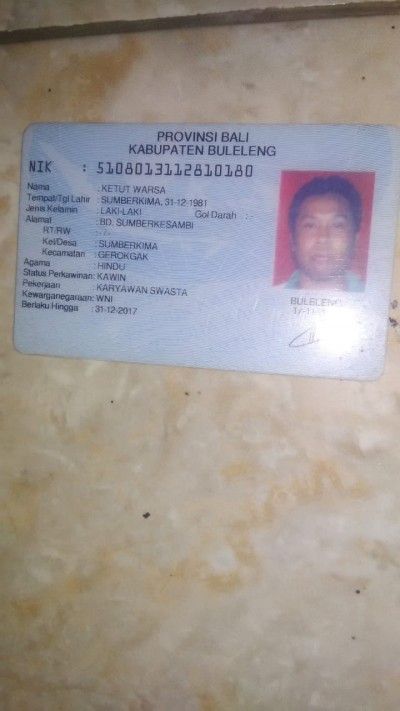 PROVINSI BALI
KABUPATEN BULELENG
NIK : 5108013112810180
Nama : KETUT WARSA
Tempat/Tgl Lahir : SUMBERKIMA, 31-12-1981
Jenis Kelamin : LAKI-LAKI Gol Darah : -
Alamat : BD. SUMBERKESAMBI
RT/RW : - / -
Kel/Desa : SUMBERKIMA
Kecamatan : GEROKGAK
Agama : HINDU
Status Perkawinan: KAWIN
Pekerjaan : KARYAWAN SWASTA
Kewarganegaraan: WNI
Berlaku Hingga : 31-12-2017
BULELENG